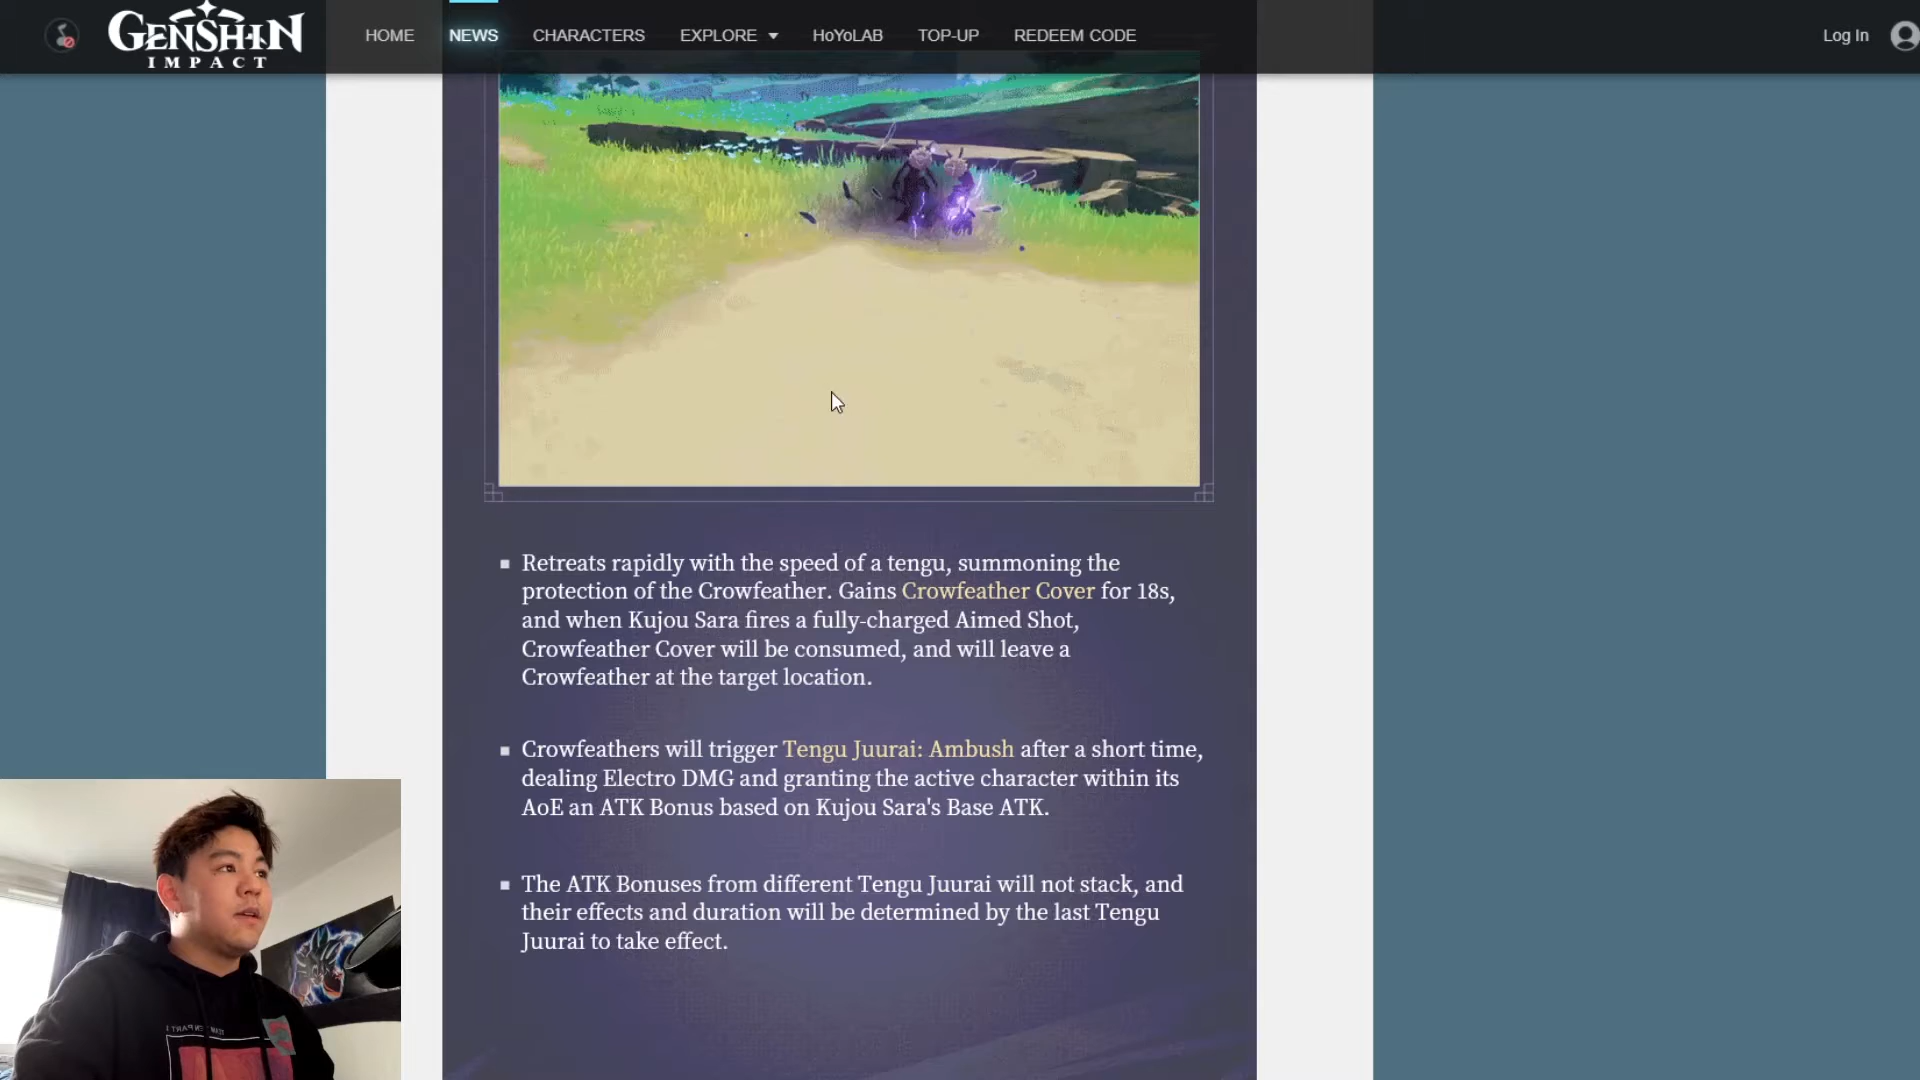 GENSHIN
IMPACT
HOME
NEWS
CHARACTERS
EXPLORE
HoYoLAB
TOP-UP
REDEEM CODE
Log In
Retreats rapidly with the speed of a tengu, summoning the
protection of the Crowfeather. Gains Crowfeather Cover for 18s,
and when Kujou Sara fires a fully-charged Aimed Shot,
Crowfeather Cover will be consumed, and will leave a
Crowfeather at the target location.
Crowfeathers will trigger Tengu Juurai: Ambush after a short time,
dealing Electro DMG and granting the active character within its
AoE an ATK Bonus based on Kujou Sara's Base ATK.
The ATK Bonuses from different Tengu Juurai will not stack, and
their effects and duration will be determined by the last Tengu
Juurai to take effect.